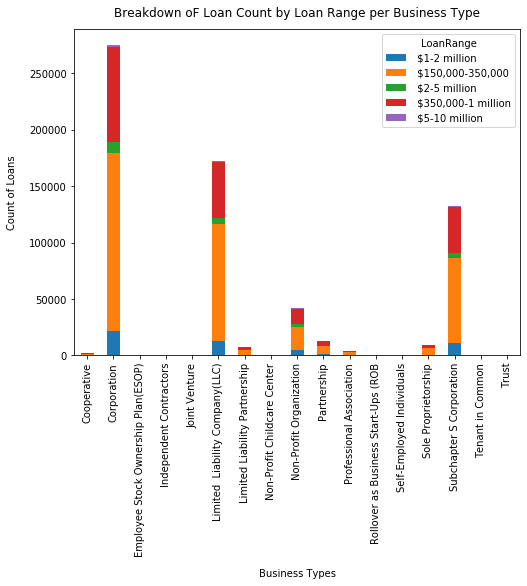 Breakdown oF Loan Count by Loan Range per Business Type
LoanRange
$1-2 million
$150,000-350,000
$2-5 million
$350,000-1 million
$5-10 million
Count of Loans
250000
200000
150000
100000
50000
0
Cooperative
Corporation
Employee Stock Ownership Plan(ESOP)
Independent Contractors
Joint Venture
Limited  Liability Company(LLC)
Limited Liability Partnership
Non-Profit Childcare Center
Non-Profit Organization
Partnership
Professional Association
Rollover as Business Start-Ups (ROB
Self-Employed Individuals
Sole Proprietorship
Subchapter S Corporation
Tenant in Common
Trust
Business Types